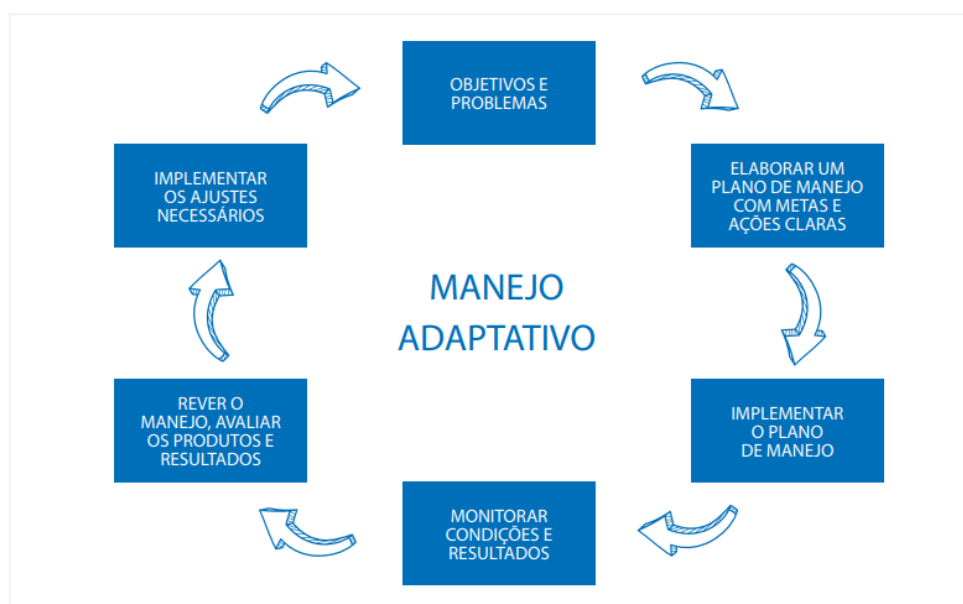 OBJETIVOS E
PROBLEMAS
ELABORAR UM
PLANO DE MANEJO
COM METAS E
AÇÕES CLARAS
IMPLEMENTAR
O PLANO
DE MANEJO
MONITORAR
CONDIÇÕES E
RESULTADOS
REVER O
MANEJO, AVALIAR
OS PRODUTOS E
RESULTADOS
IMPLEMENTAR
OS AJUSTES
NECESSÁRIOS
MANEJO
ADAPTATIVO